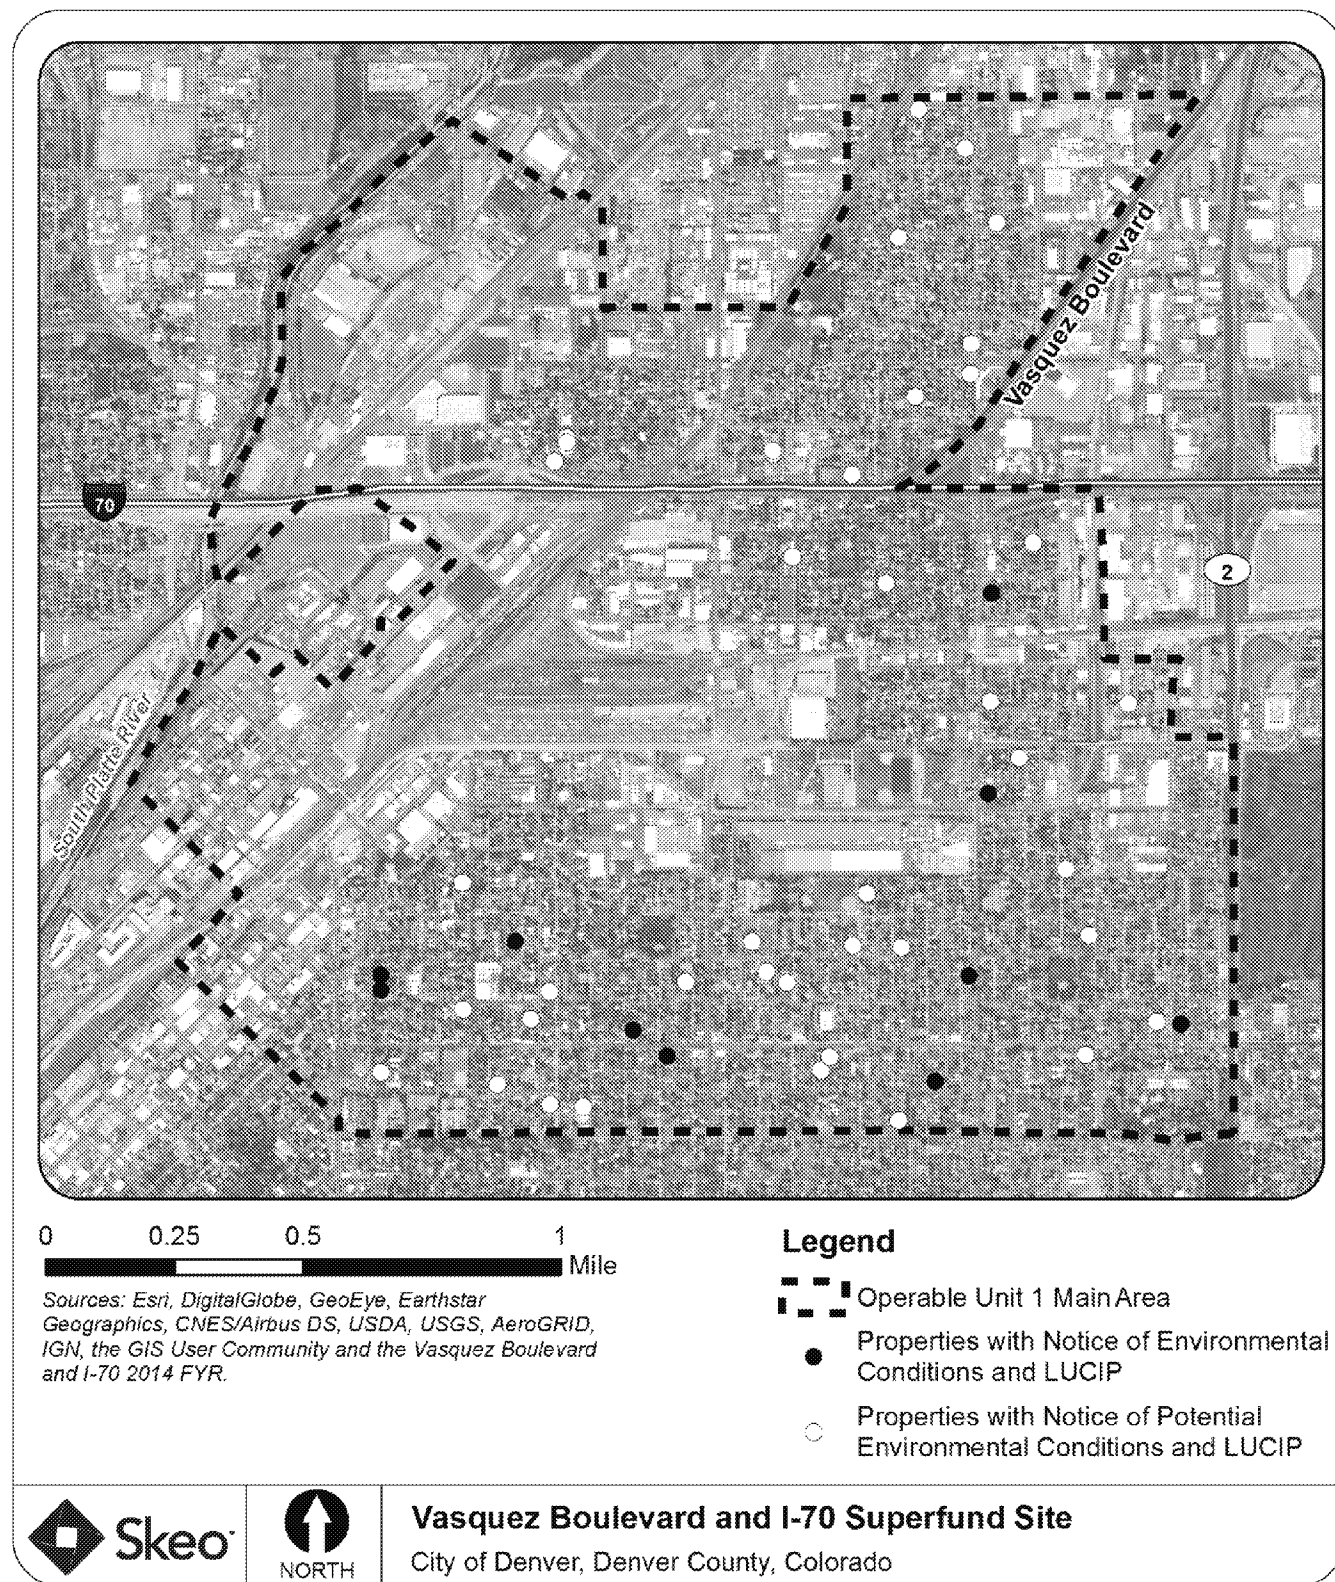 Vasquez Boulevard
70
2
South Platte River
0 0.25 0.5 1
Mile
Sources: Esri, DigitalGlobe, GeoEye, Earthstar
Geographics, CNES/Airbus DS, USDA, USGS, AeroGRID,
IGN, the GIS User Community and the Vasquez Boulevard
and I-70 2014 FYR.
Legend
Operable Unit 1 Main Area
Properties with Notice of Environmental
Conditions and LUCIP
Properties with Notice of Potential
Environmental Conditions and LUCIP
Skeo
NORTH
Vasquez Boulevard and I-70 Superfund Site
City of Denver, Denver County, Colorado